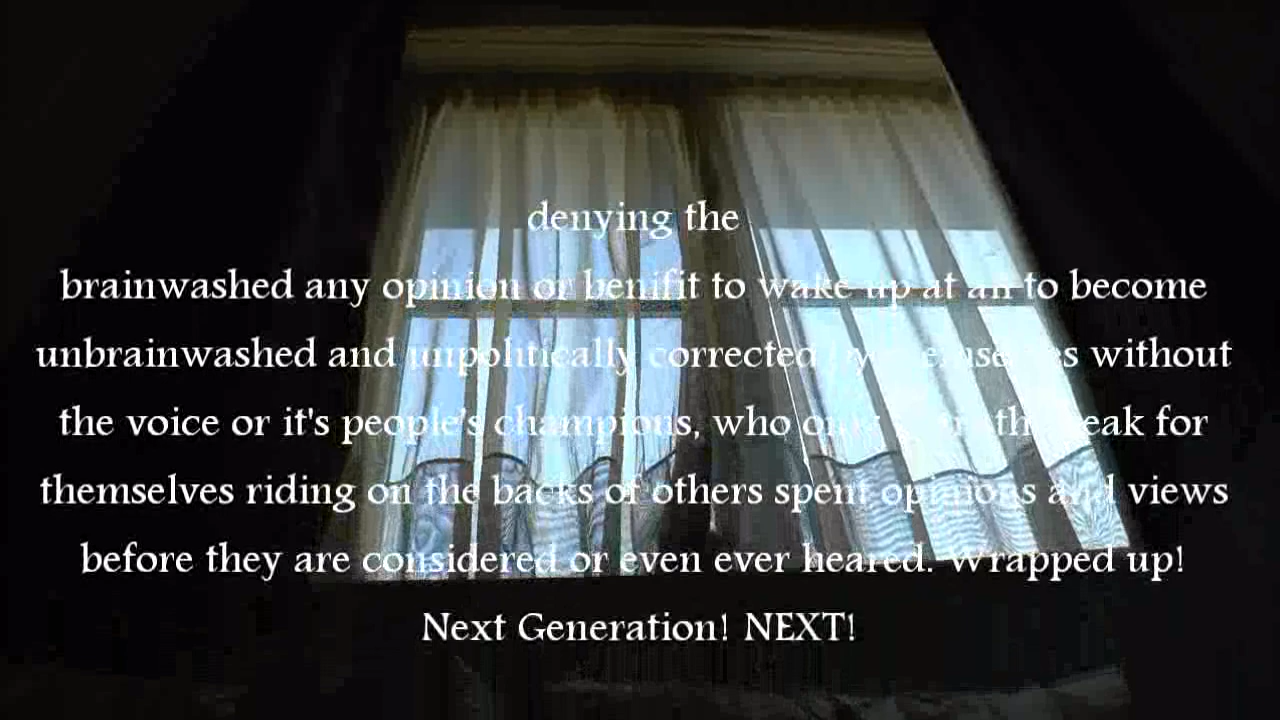 denying the
brainwashed any opinion or benifit to wake up at all to become
unbrainwashed and unpolitically corrected without
the voice or it's people's champions, who only for
themselves riding on the backs of others spent opinions and views
before they are considered or even ever heared. Wrapped up!
Next Generation! NEXT!